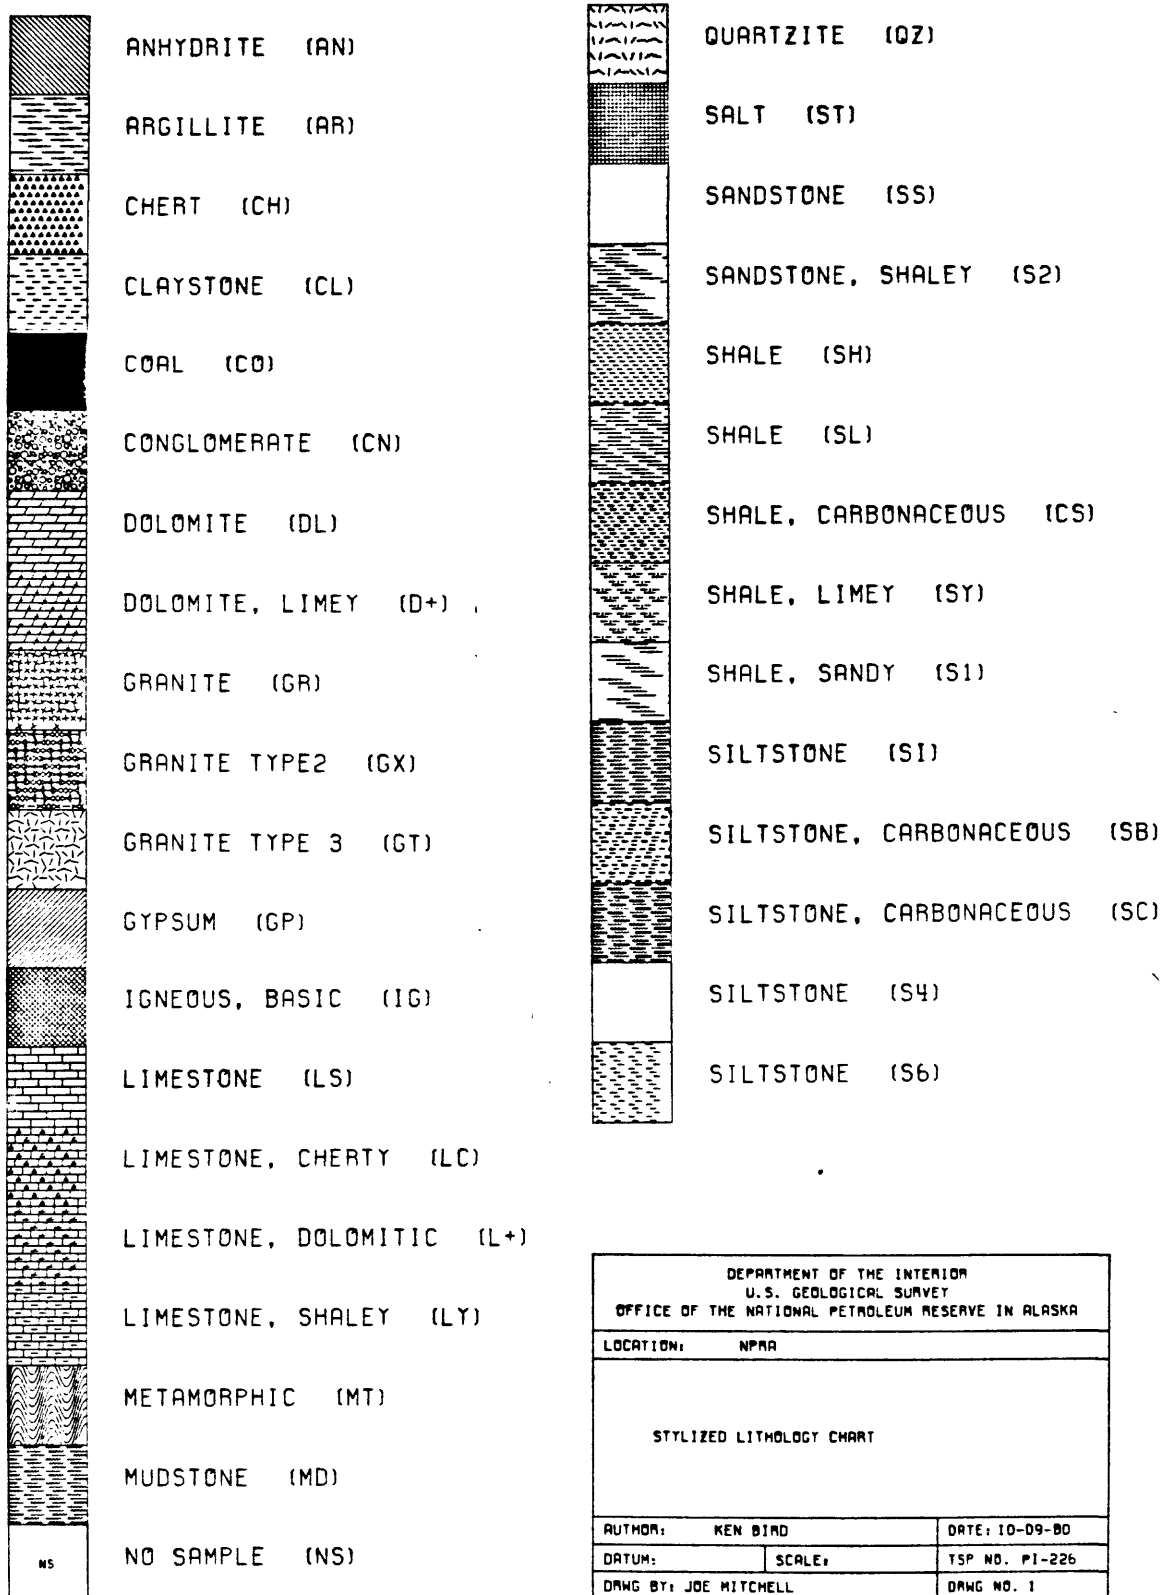 ANHYDRITE (AN)
ARGILLITE (AR)
CHERT (CH)
CLAYSTONE (CL)
COAL (CO)
CONGLOMERATE (CN)
DOLOMITE (DL)
DOLOMITE, LIMEY (D+)
GRANITE (GR)
GRANITE TYPE2 (GX)
GRANITE TYPE 3 (GT)
GYPSUM (GP)
IGNEOUS, BASIC (IG)
LIMESTONE (LS)
LIMESTONE, CHERTY (LC)
LIMESTONE, DOLOMITIC (L+)
LIMESTONE, SHALEY (LY)
METAMORPHIC (MT)
MUDSTONE (MD)
NS NO SAMPLE (NS)
QUARTZITE (QZ)
SALT (ST)
SANDSTONE (SS)
SANDSTONE, SHALEY (S2)
SHALE (SH)
SHALE (SL)
SHALE, CARBONACEOUS (CS)
SHALE, LIMEY (SY)
SHALE, SANDY (S1)
SILTSTONE (SI)
SILTSTONE, CARBONACEOUS (SB)
SILTSTONE, CARBONACEOUS (SC)
SILTSTONE (S4)
SILTSTONE (S6)
DEPARTMENT OF THE INTERIOR
U.S. GEOLOGICAL SURVEY
OFFICE OF THE NATIONAL PETROLEUM RESERVE IN ALASKA
LOCATION: NPRA
STYLIZED LITHOLOGY CHART
AUTHOR: KEN BIRD DATE: 10-09-80
DATUM: SCALE: TSP NO. PI-226
DRWG BY: JOE MITCHELL DRWG NO. 1